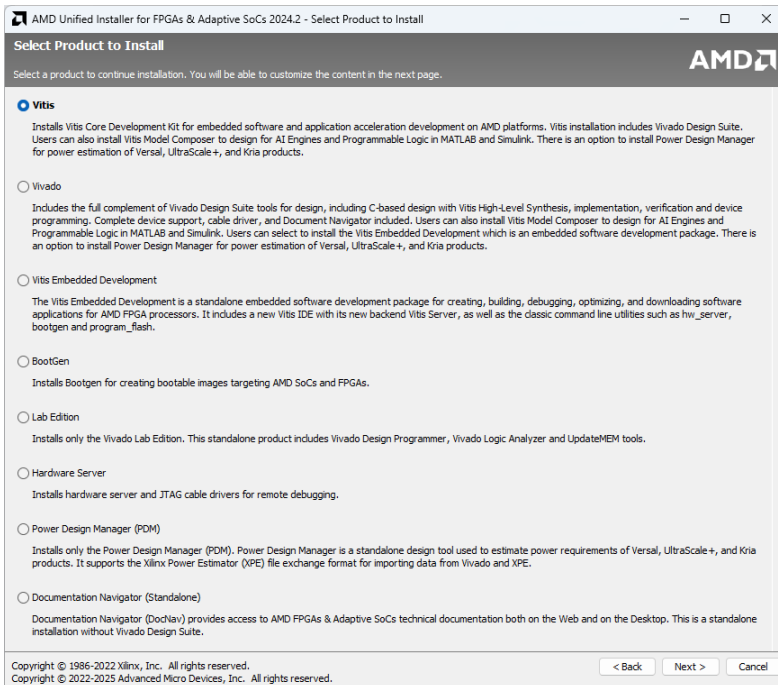 AMD Unified Installer for FPGAs & Adaptive SoCs 2024.2 - Select Product to Install
Select Product to Install
AMD
Select a product to continue installation. You will be able to customize the content in the next page.
Vitis
Installs Vitis Core Development Kit for embedded software and application acceleration development on AMD platforms. Vitis installation includes Vivado Design Suite.
Users can also install Vitis Model Composer to design for AI Engines and Programmable Logic in MATLAB and Simulink. There is an option to install Power Design Manager
for power estimation of Versal, UltraScale+, and Kria products.
Vivado
Includes the full complement of Vivado Design Suite tools for design, including C-based design with Vitis High-Level Synthesis, implementation, verification and device
programming. Complete device support, cable driver, and Document Navigator included. Users can also install Vitis Model Composer to design for AI Engines and
Programmable Logic in MATLAB and Simulink. Users can select to install the Vitis Embedded Development which is an embedded software development package. There is
an option to install Power Design Manager for power estimation of Versal, UltraScale+, and Kria products.
Vitis Embedded Development
The Vitis Embedded Development is a standalone embedded software development package for creating, building, debugging, optimizing, and downloading software
applications for AMD FPGA processors. It includes a new Vitis IDE with its new backend Vitis Server, as well as the classic command line utilities such as hw_server,
bootgen and program_flash.
BootGen
Installs Bootgen for creating bootable images targeting AMD SoCs and FPGAs.
Lab Edition
Installs only the Vivado Lab Edition. This standalone product includes Vivado Design Programmer, Vivado Logic Analyzer and UpdateMEM tools.
Hardware Server
Installs hardware server and JTAG cable drivers for remote debugging.
Power Design Manager (PDM)
Installs only the Power Design Manager (PDM). Power Design Manager is a standalone design tool used to estimate power requirements of Versal, UltraScale+, and Kria
products. It supports the Xilinx Power Estimator (XPE) file exchange format for importing data from Vivado and XPE.
Documentation Navigator (Standalone)
Documentation Navigator (DocNav) provides access to AMD FPGAs & Adaptive SoCs technical documentation both on the Web and on the Desktop. This is a standalone
installation without Vivado Design Suite.
Copyright © 1986-2022 Xilinx, Inc. All rights reserved.
Copyright © 2022-2025 Advanced Micro Devices, Inc. All rights reserved.
< Back Next > Cancel